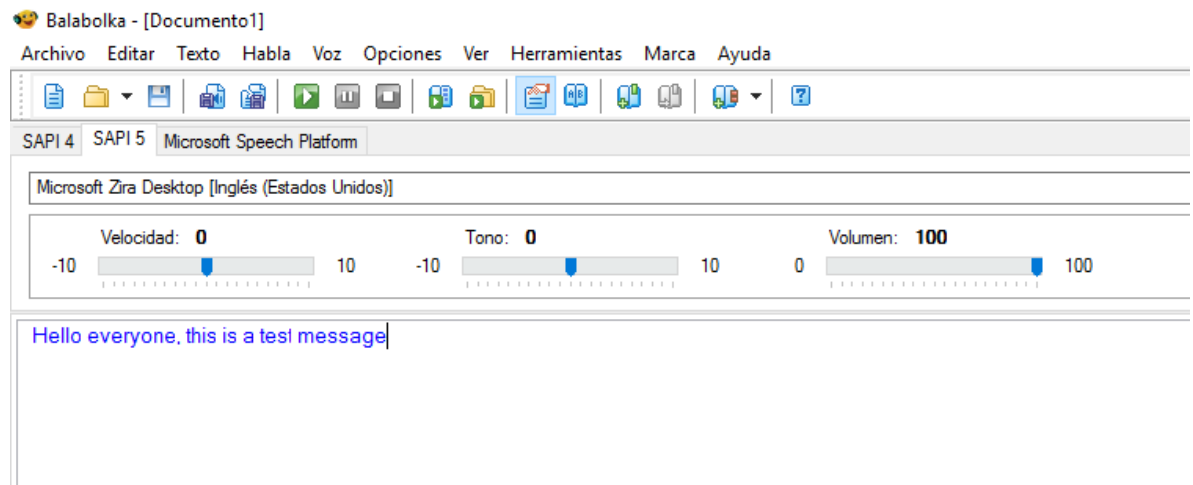 Balabolka - [Documento1]
Archivo Editar Texto Habla Voz Opciones Ver Herramientas Marca Ayuda
SAPI 4 SAPI 5 Microsoft Speech Platform
Microsoft Zira Desktop [Inglés (Estados Unidos)]
Velocidad: 0 Tono: 0 Volumen: 100
-10 10 -10 10 0 100
Hello everyone, this is a test message